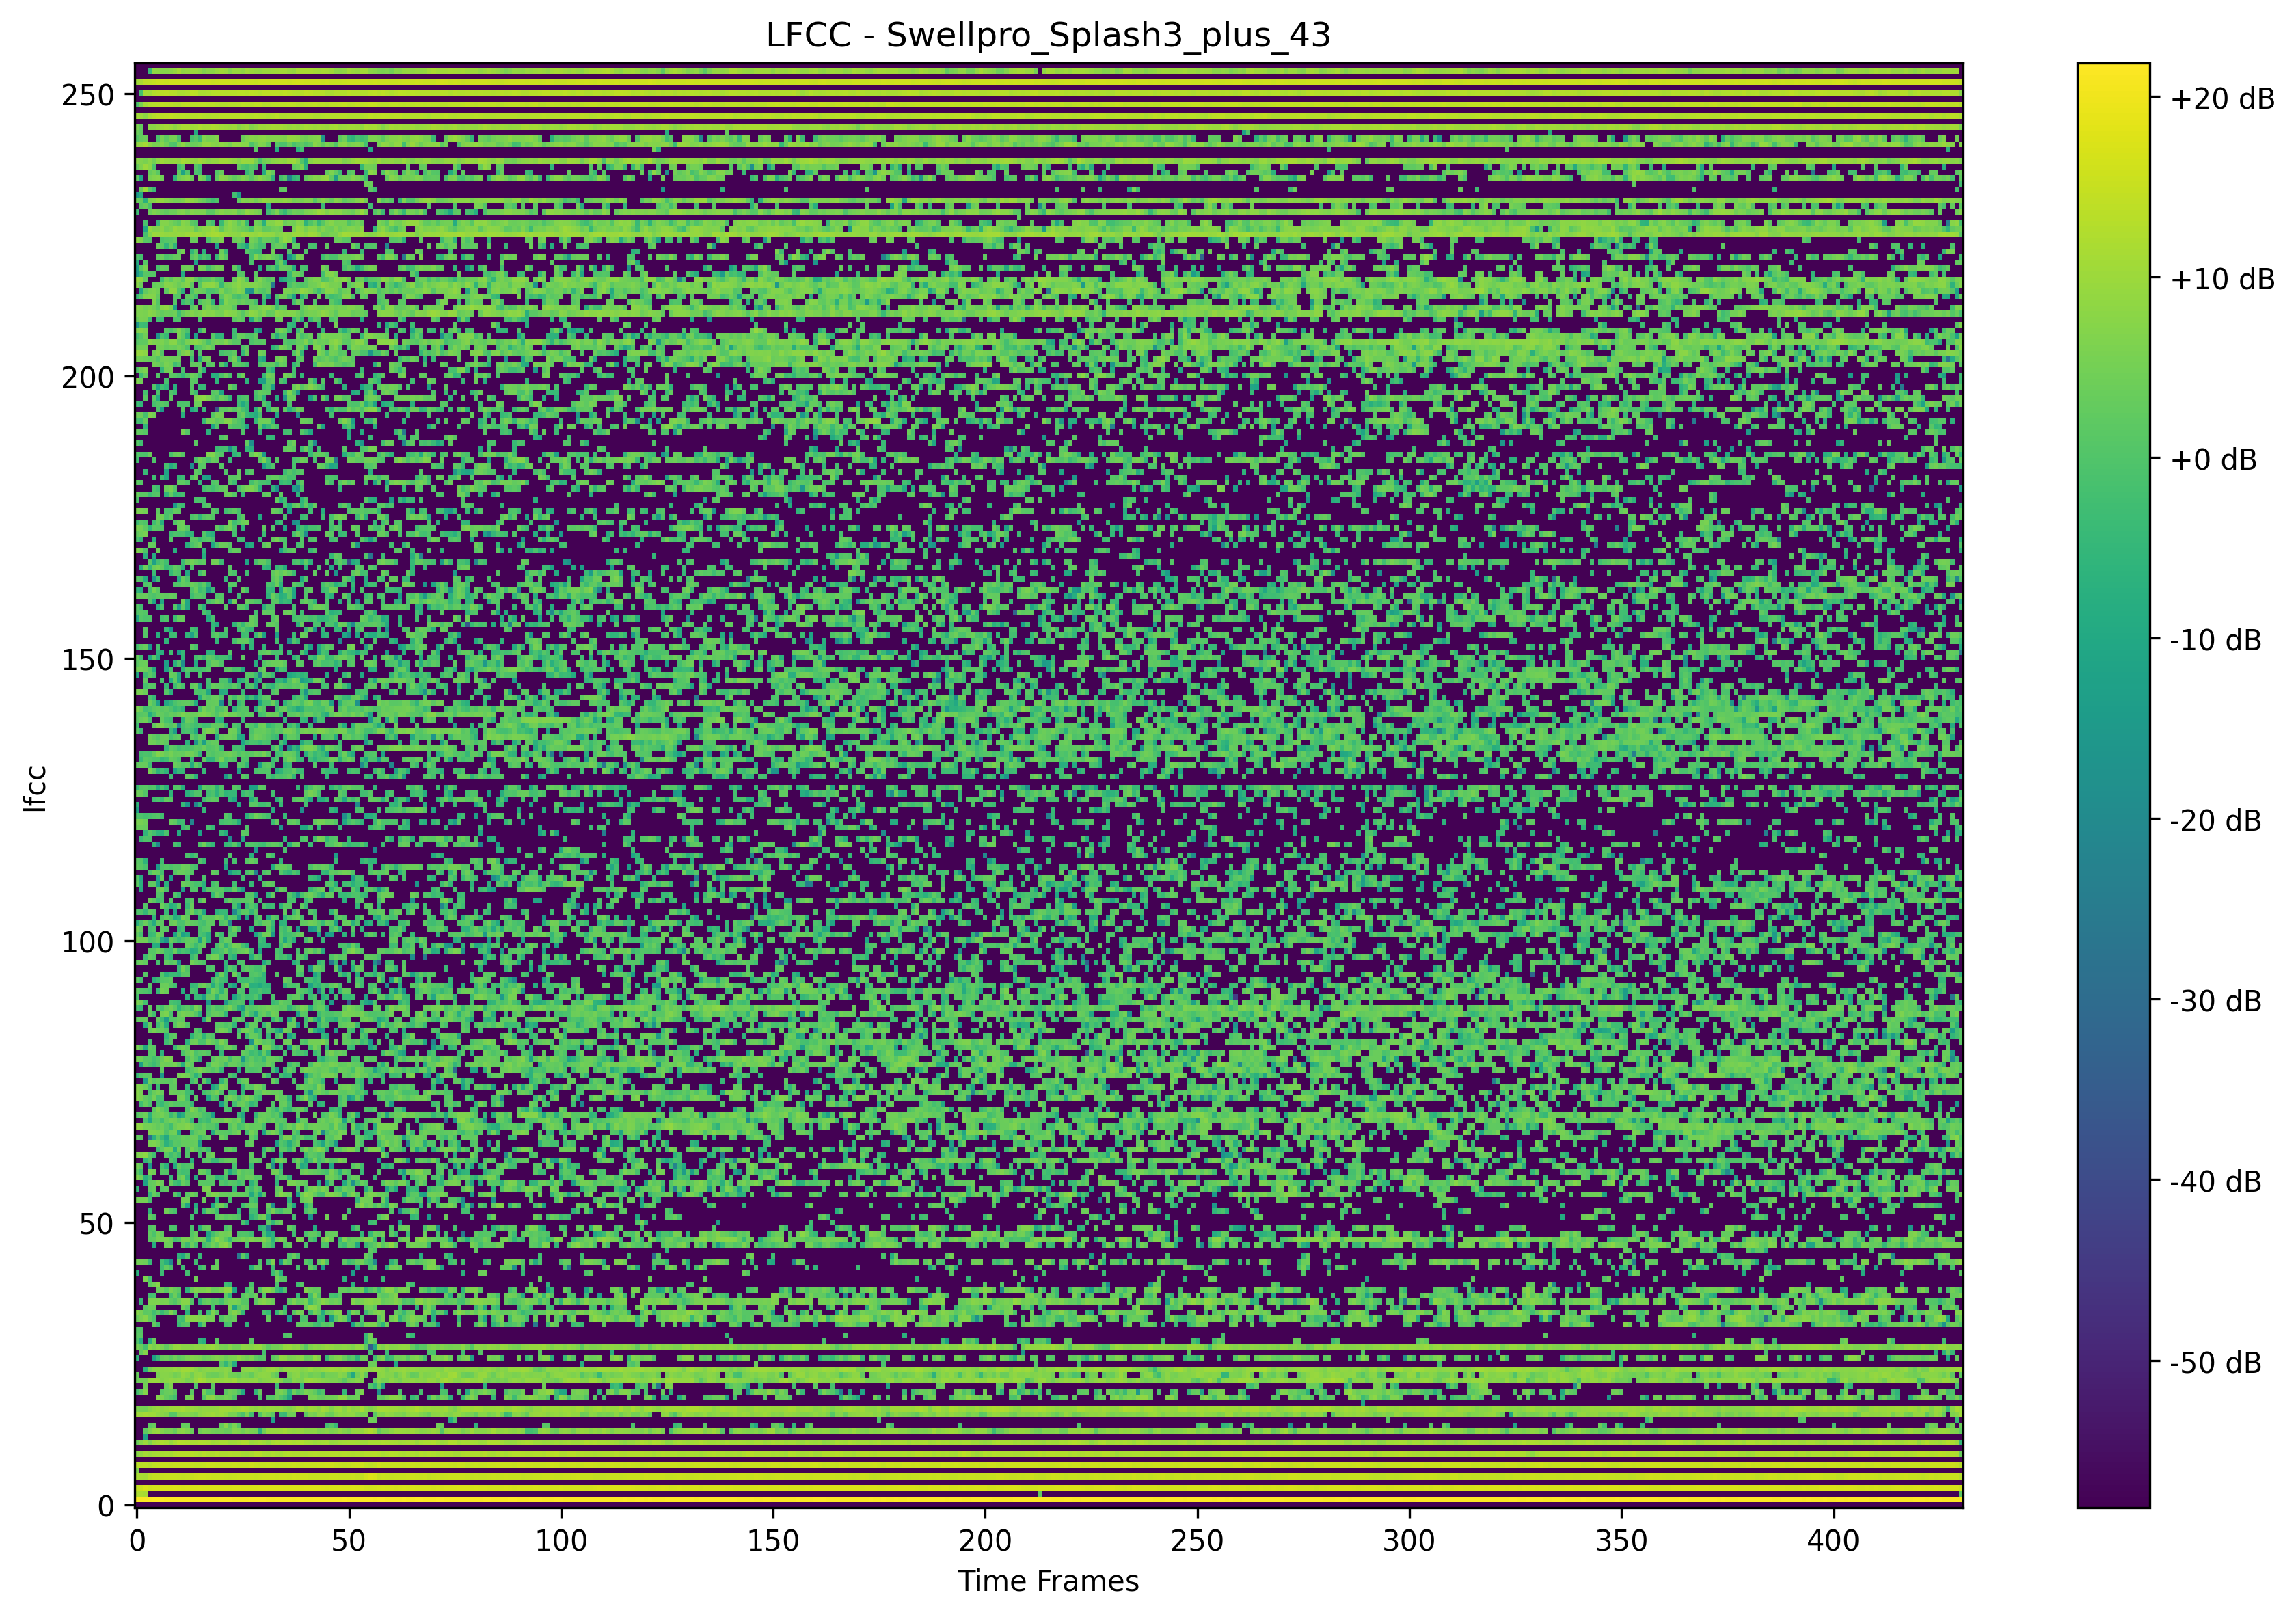 LFCC - Swellpro_Splash3_plus_43
250
200
150
100
50
0
lfcc
0 50 100 150 200 250 300 350 400
Time Frames
+20 dB
+10 dB
+0 dB
-10 dB
-20 dB
-30 dB
-40 dB
-50 dB